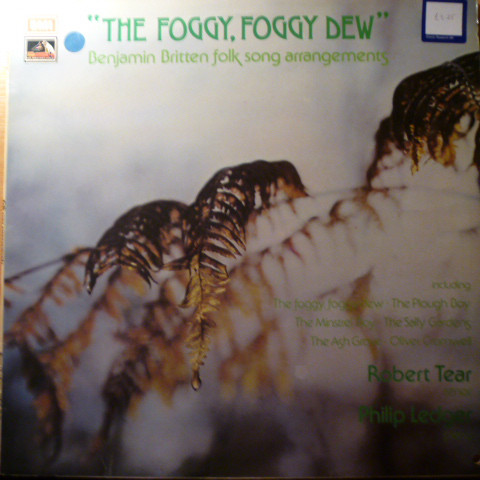 "THE FOGGY, FOGGY DEW"
Benjamin Britten folk song arrangements
including
The foggy, foggy dew · The Plough Boy
The Minstrel Boy · The Sally Gardens
The Ash Grove · Oliver Cromwell
Robert Tear
tenor
Philip Ledger